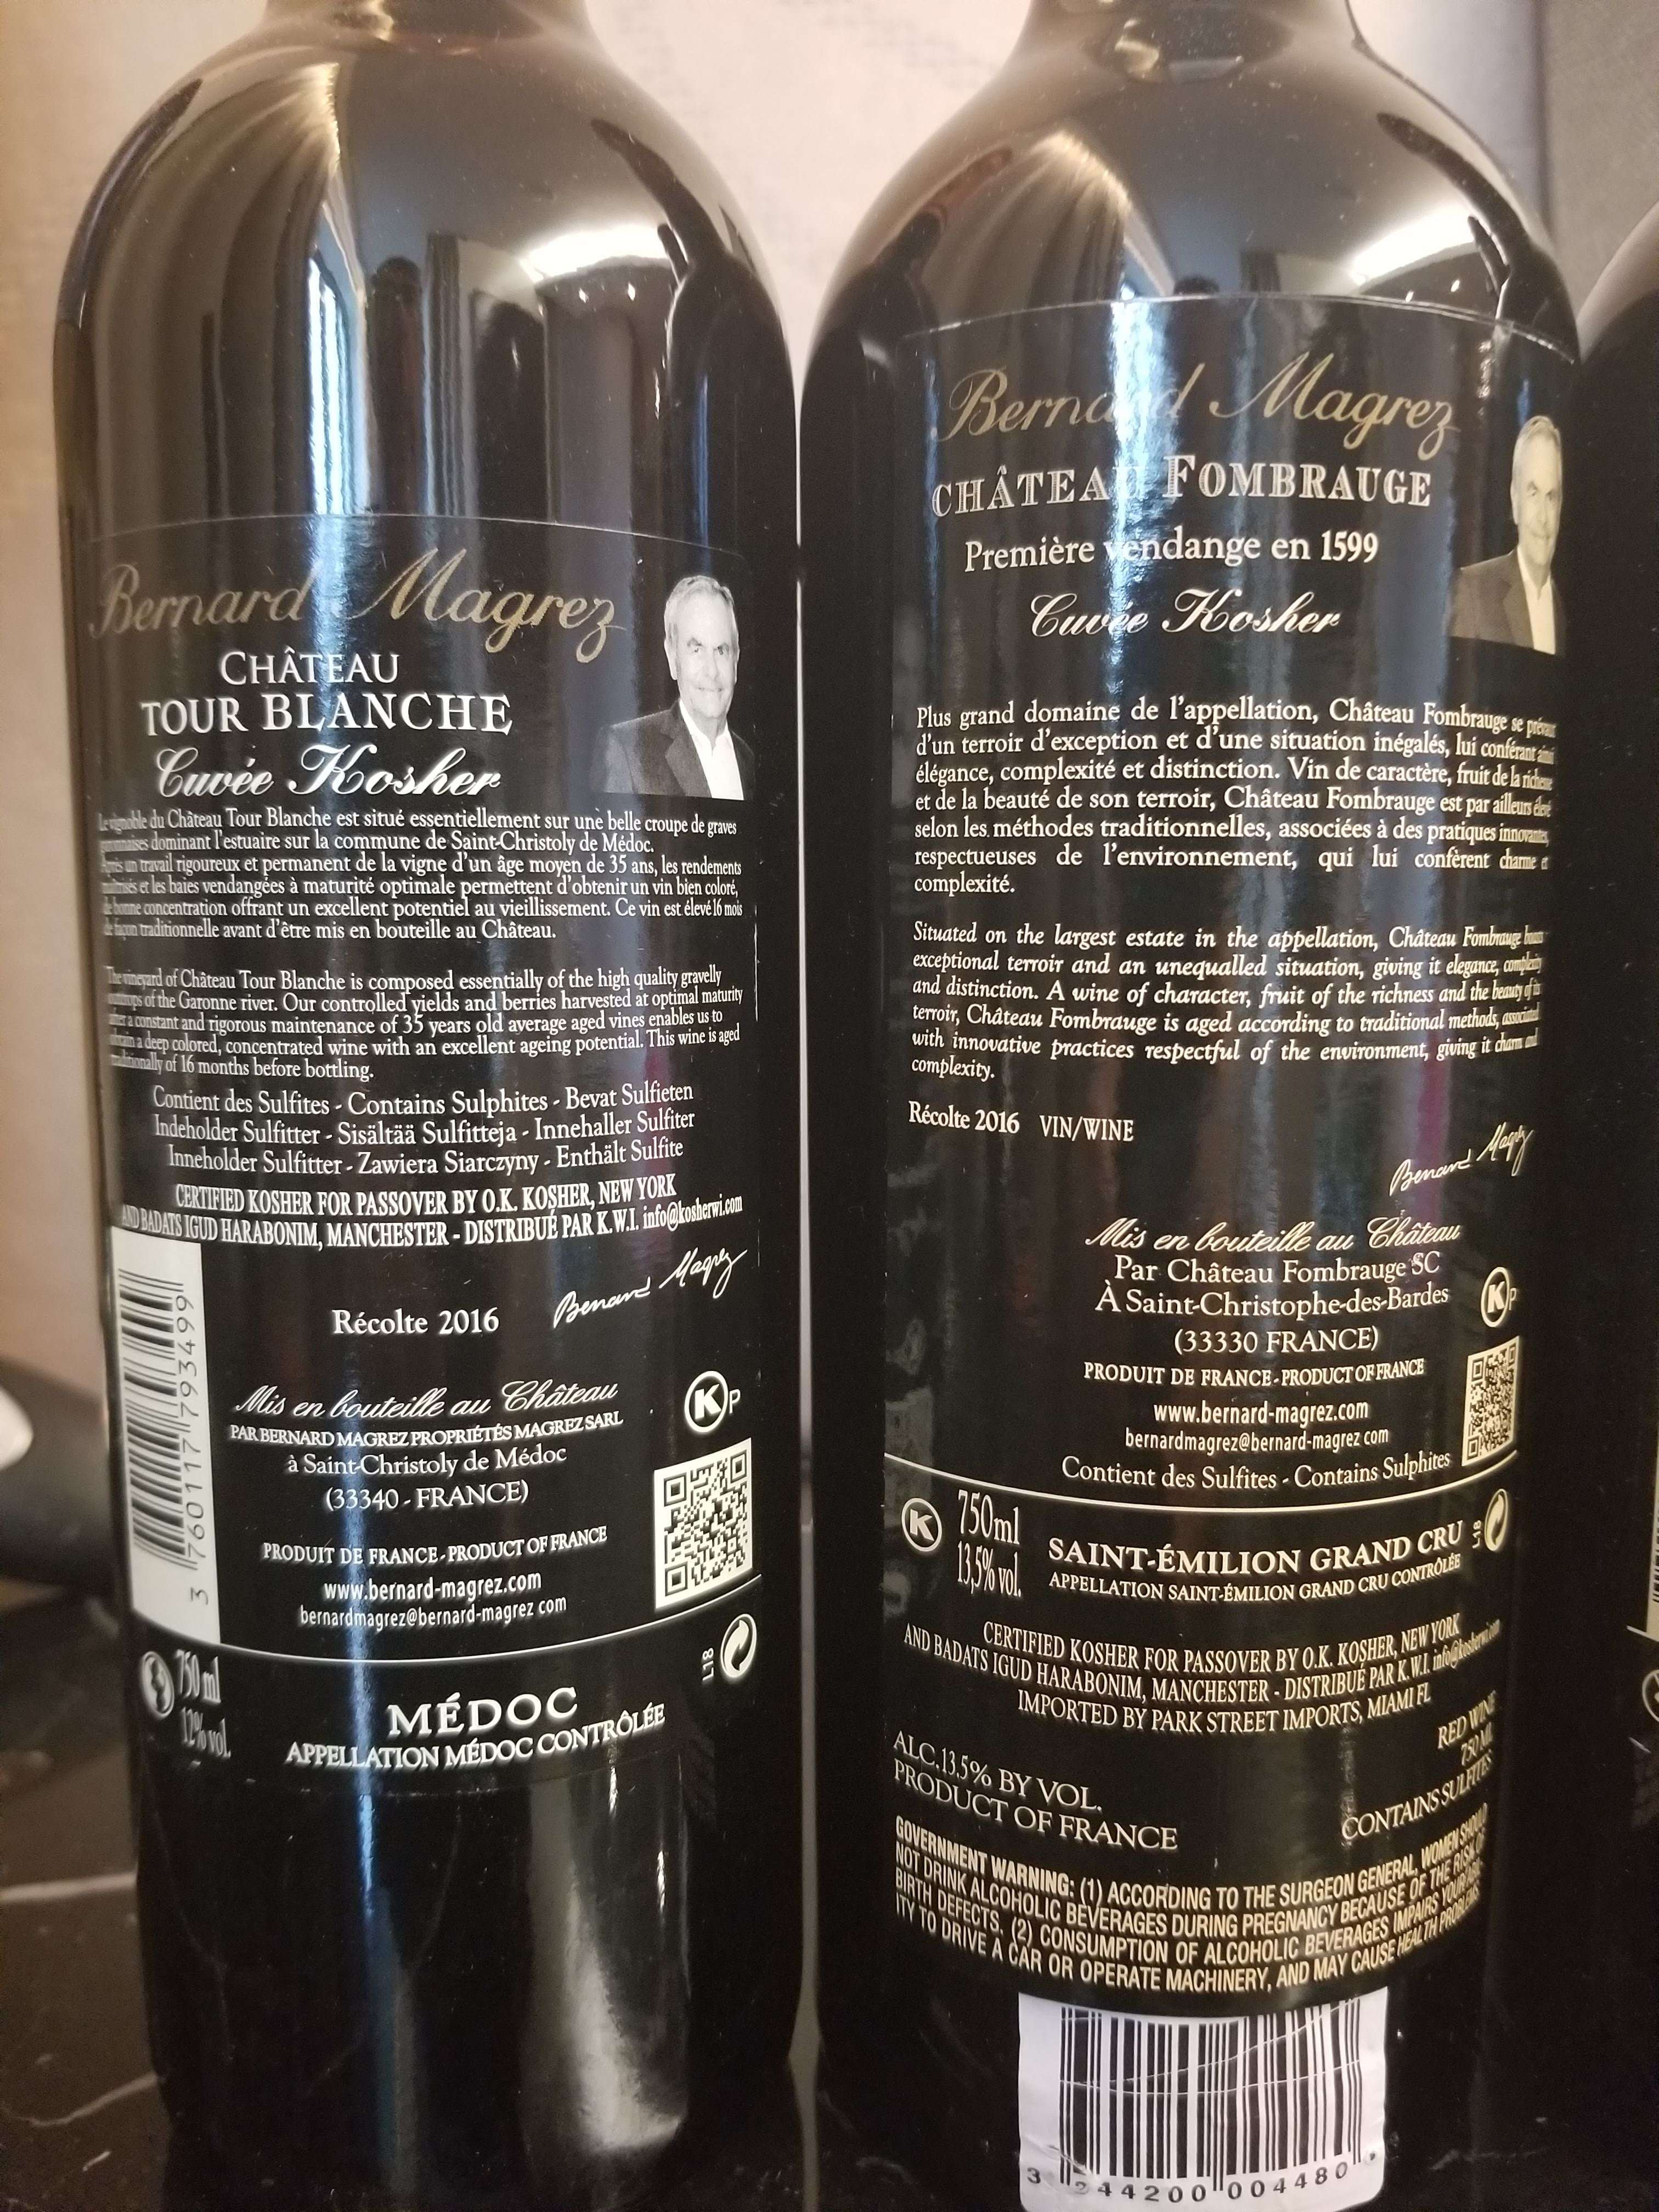 Bernard Magrez
CHÂTEAU
TOUR BLANCHE
Cuvée Kosher
Le vignoble du Château Tour Blanche est situé essentiellement sur une belle croupe de graves
garonnaises dominant l'estuaire sur la commune de Saint-Christoly de Médoc.
Après un travail rigoureux et permanent de la vigne d'un âge moyen de 35 ans, les rendements
maîtrisés et les baies vendangées à maturité optimale permettent d'obtenir un vin bien coloré,
de bonne concentration offrant un excellent potentiel au vieillissement. Ce vin est élevé 16 mois
de façon traditionnelle avant d'être mis en bouteille au Château.
The vineyard of Château Tour Blanche is composed essentially of the high quality gravelly
outcrops of the Garonne river. Our controlled yields and berries harvested at optimal maturity
after a constant and rigorous maintenance of 35 years old average aged vines enables us to
obtain a deep colored, concentrated wine with an excellent ageing potential. This wine is aged
traditionally of 16 months before bottling.
Contient des Sulfites - Contains Sulphites - Bevat Sulfieten
Indeholder Sulfitter - Sisältää Sulfitteja - Innehaller Sulfiter
Inneholder Sulfitter - Zawiera Siarczyny - Enthält Sulfite
CERTIFIED KOSHER FOR PASSOVER BY O.K. KOSHER, NEW YORK
AND BADATS IGUD HARABONIM, MANCHESTER - DISTRIBUÉ PAR K.W.I. info@kosherwi.com
Bernard Magrez
Récolte 2016
Mis en bouteille au Château
PAR BERNARD MAGREZ PROPRIÉTÉS MAGREZ SARL
à Saint-Christoly de Médoc
(33340 - FRANCE)
K P
PRODUIT DE FRANCE - PRODUCT OF FRANCE
www.bernard-magrez.com
bernardmagrez@bernard-magrez com
3 760117 793499
750 ml
12% vol.
L18
MÉDOC
APPELLATION MÉDOC CONTRÔLÉE
Bernard Magrez
CHÂTEAU FOMBRAUGE
Première vendange en 1599
Cuvée Kosher
Plus grand domaine de l'appellation, Château Fombrauge se prévaut
d'un terroir d'exception et d'une situation inégalés, lui conférant ainsi
élégance, complexité et distinction. Vin de caractère, fruit de la richesse
et de la beauté de son terroir, Château Fombrauge est par ailleurs élevé
selon les méthodes traditionnelles, associées à des pratiques innovantes,
respectueuses de l'environnement, qui lui confèrent charme et
complexité.
Situated on the largest estate in the appellation, Château Fombrauge boasts
exceptional terroir and an unequalled situation, giving it elegance, complexity
and distinction. A wine of character, fruit of the richness and the beauty of its
terroir, Château Fombrauge is aged according to traditional methods, associated
with innovative practices respectful of the environment, giving it charm and
complexity.
Récolte 2016 VIN/WINE
Bernard Magrez
Mis en bouteille au Château
Par Château Fombrauge SC
À Saint-Christophe-des-Bardes
(33330 FRANCE)
K P
PRODUIT DE FRANCE - PRODUCT OF FRANCE
www.bernard-magrez.com
bernardmagrez@bernard-magrez com
Contient des Sulfites - Contains Sulphites
K
750ml
13,5% vol.
SAINT-ÉMILION GRAND CRU
APPELLATION SAINT-ÉMILION GRAND CRU CONTRÔLÉE
L18
CERTIFIED KOSHER FOR PASSOVER BY O.K. KOSHER, NEW YORK
AND BADATS IGUD HARABONIM, MANCHESTER - DISTRIBUÉ PAR K.W.I. info@kosherwi.com
IMPORTED BY PARK STREET IMPORTS, MIAMI FL
RED WINE
750 ML
ALC.13.5% BY VOL.
PRODUCT OF FRANCE
CONTAINS SULFITES
GOVERNMENT WARNING: (1) ACCORDING TO THE SURGEON GENERAL, WOMEN SHOULD
NOT DRINK ALCOHOLIC BEVERAGES DURING PREGNANCY BECAUSE OF THE RISK OF
BIRTH DEFECTS. (2) CONSUMPTION OF ALCOHOLIC BEVERAGES IMPAIRS YOUR ABIL-
ITY TO DRIVE A CAR OR OPERATE MACHINERY, AND MAY CAUSE HEALTH PROBLEMS
3 244200 004480